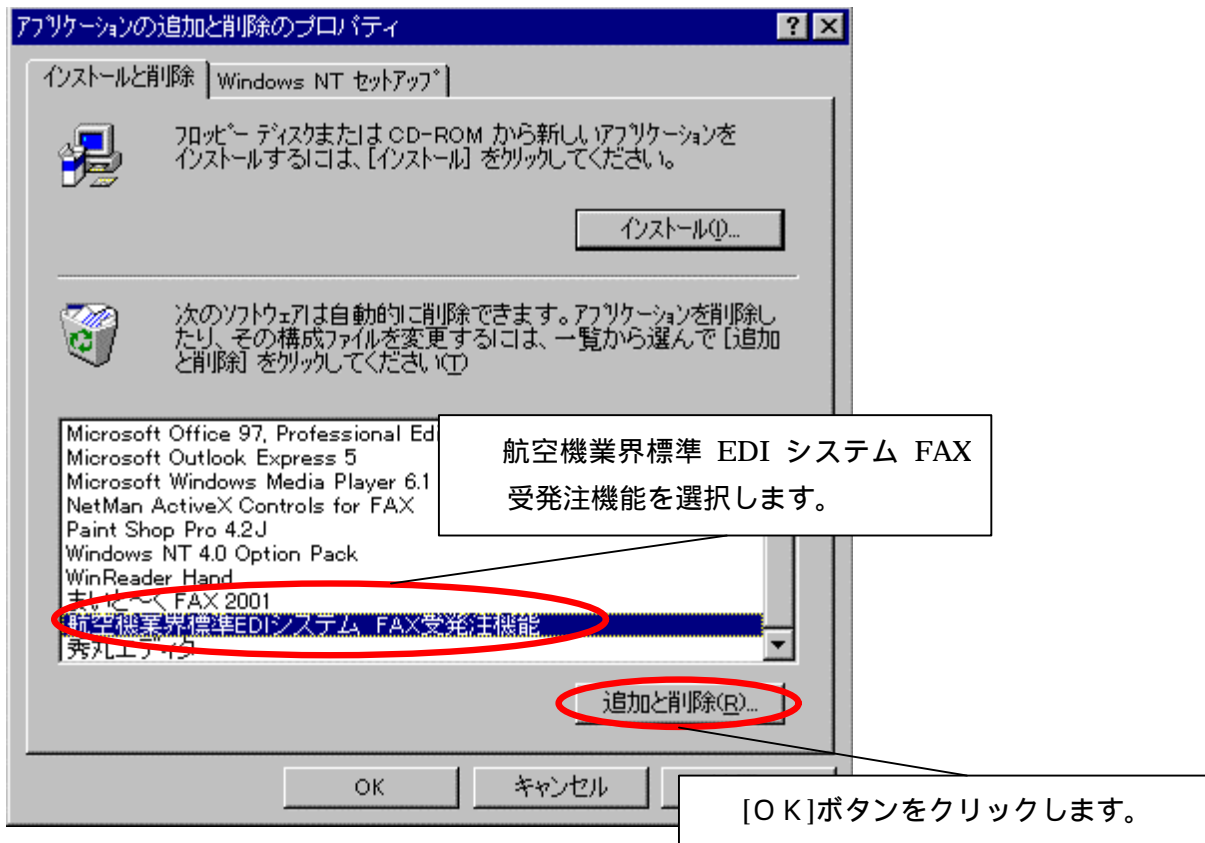 アプリケーションの追加と削除のプロパティ
インストールと削除
Windows NT セットアップ
フロッピー ディスクまたは CD-ROM から新しいアプリケーションを
インストールするには、[インストール] をクリックしてください。
インストール(I)...
次のソフトウェアは自動的に削除できます。アプリケーションを削除し
たり、その構成ファイルを変更するには、一覧から選んで [追加
と削除] をクリックしてください(T)
Microsoft Office 97, Professional Edi
Microsoft Outlook Express 5
Microsoft Windows Media Player 6.1
NetMan ActiveX Controls for FAX
Paint Shop Pro 4.2J
Windows NT 4.0 Option Pack
WinReader Hand
まいと～く FAX 2001
航空機業界標準EDIシステム FAX受発注機能
秀丸エディタ
航空機業界標準 EDI システム FAX
受発注機能を選択します。
追加と削除(R)...
OK
キャンセル
[ＯＫ]ボタンをクリックします。